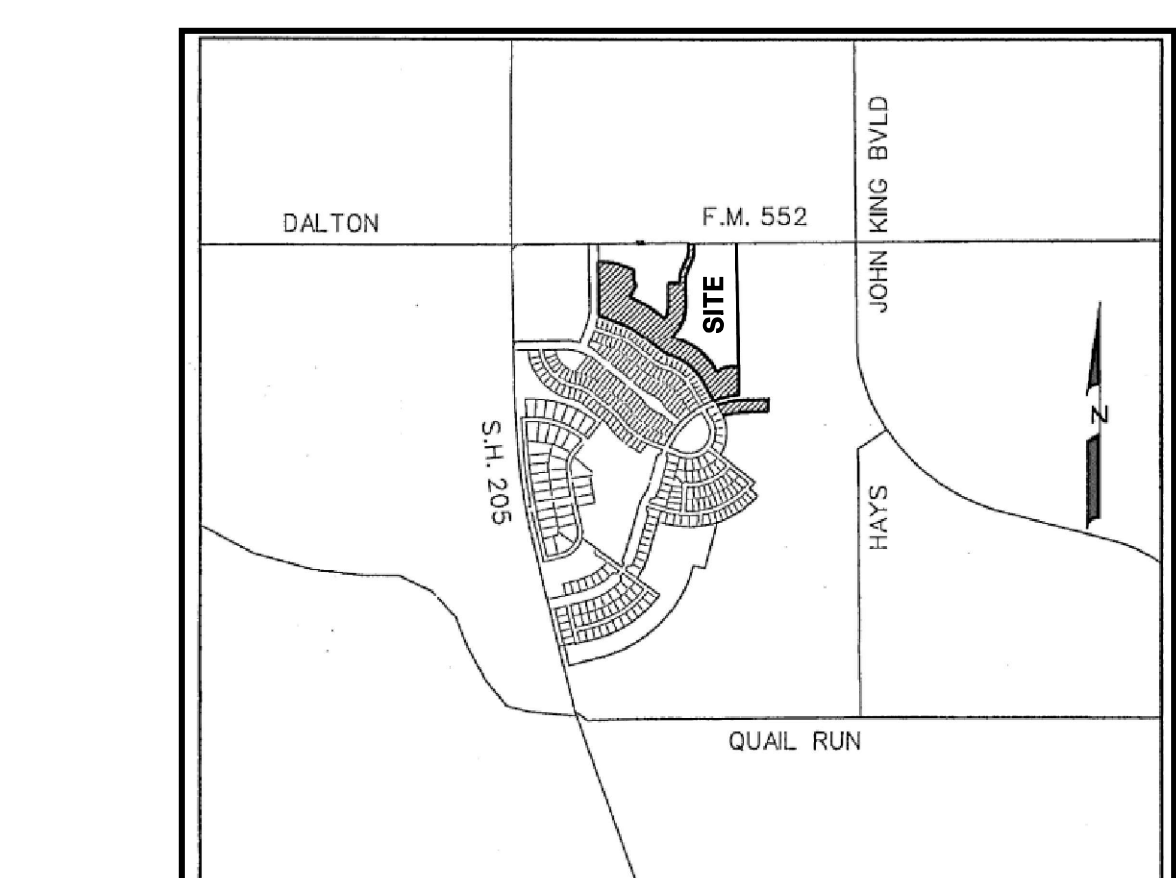 JOHN KING BVLD
DALTON
F.M. 552
SITE
N
S.H. 205
HAYS
QUAIL RUN